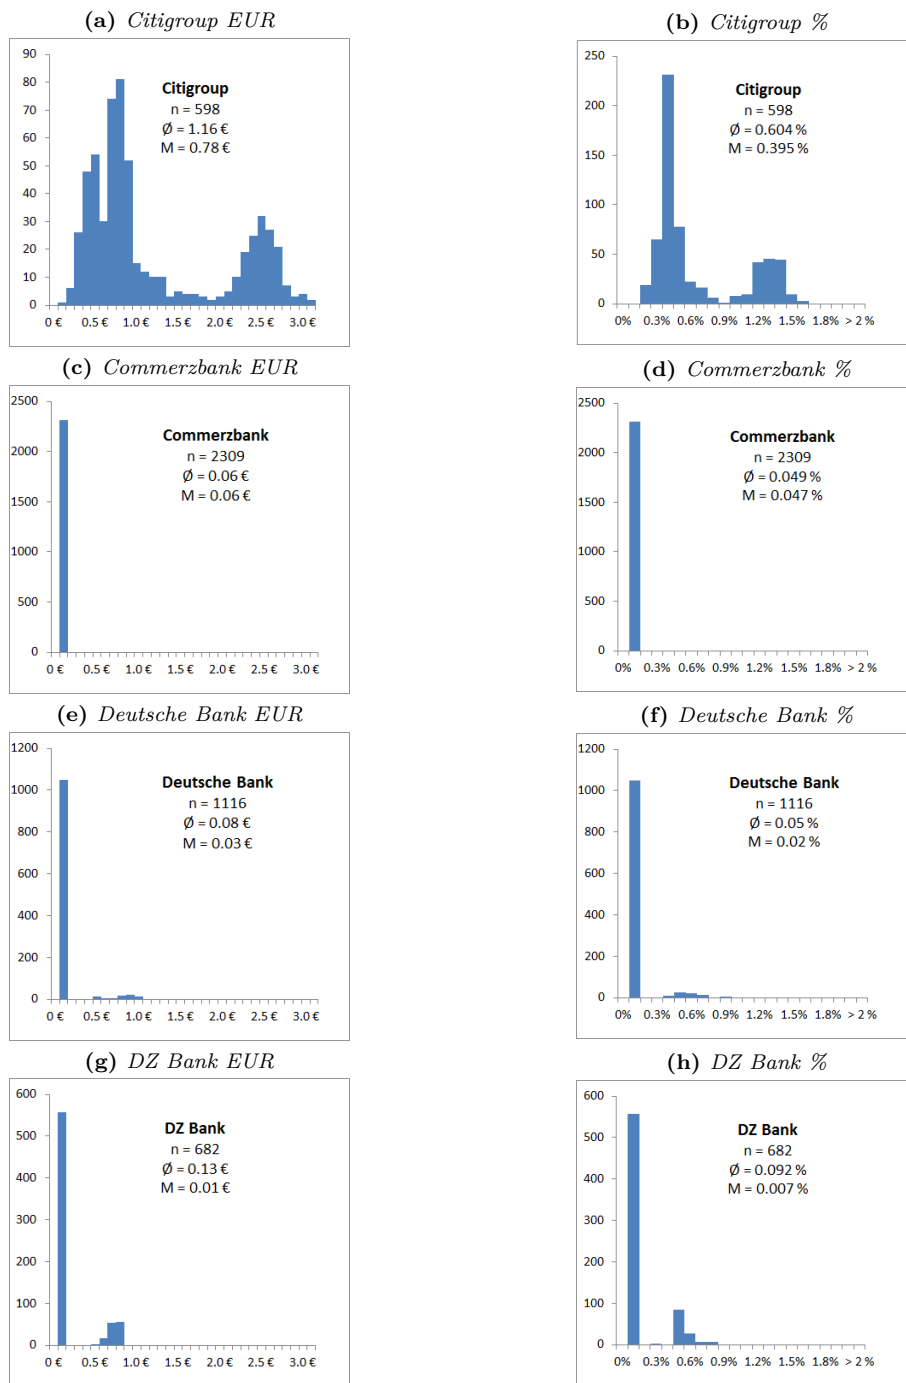 (a) Citigroup EUR
90
80
70
60
50
40
30
20
10
0
Citigroup
n = 598
Ø = 1.16 €
M = 0.78 €
0 € 0.5 € 1.0 € 1.5 € 2.0 € 2.5 € 3.0 €
(b) Citigroup %
250
200
150
100
50
0
Citigroup
n = 598
Ø = 0.604 %
M = 0.395 %
0% 0.3% 0.6% 0.9% 1.2% 1.5% 1.8% > 2 %
(c) Commerzbank EUR
2500
2000
1500
1000
500
0
Commerzbank
n = 2309
Ø = 0.06 €
M = 0.06 €
0 € 0.5 € 1.0 € 1.5 € 2.0 € 2.5 € 3.0 €
(d) Commerzbank %
2500
2000
1500
1000
500
0
Commerzbank
n = 2309
Ø = 0.049 %
M = 0.047 %
0% 0.3% 0.6% 0.9% 1.2% 1.5% 1.8% > 2 %
(e) Deutsche Bank EUR
1200
1000
800
600
400
200
0
Deutsche Bank
n = 1116
Ø = 0.08 €
M = 0.03 €
0 € 0.5 € 1.0 € 1.5 € 2.0 € 2.5 € 3.0 €
(f) Deutsche Bank %
1200
1000
800
600
400
200
0
Deutsche Bank
n = 1116
Ø = 0.05 %
M = 0.02 %
0% 0.3% 0.6% 0.9% 1.2% 1.5% 1.8% > 2 %
(g) DZ Bank EUR
600
500
400
300
200
100
0
DZ Bank
n = 682
Ø = 0.13 €
M = 0.01 €
0 € 0.5 € 1.0 € 1.5 € 2.0 € 2.5 € 3.0 €
(h) DZ Bank %
600
500
400
300
200
100
0
DZ Bank
n = 682
Ø = 0.092 %
M = 0.007 %
0% 0.3% 0.6% 0.9% 1.2% 1.5% 1.8% > 2 %